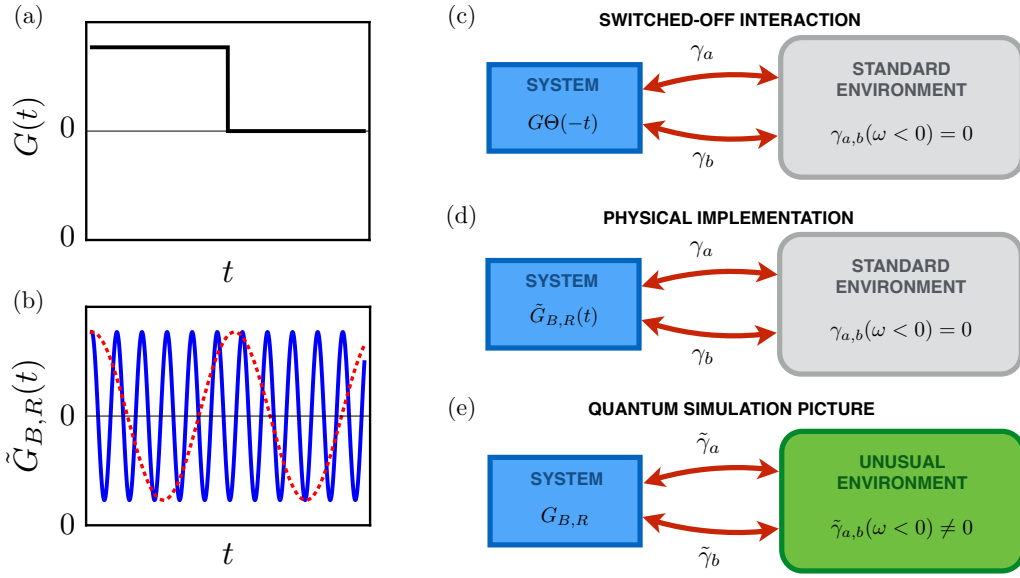 (a)
G(t)
0
0
t
(b)
G̃_{B,R}(t)
0
0
t
(c)
SWITCHED-OFF INTERACTION
SYSTEM
GΘ(−t)
γ_a
γ_b
STANDARD
ENVIRONMENT
γ_{a,b}(ω < 0) = 0
(d)
PHYSICAL IMPLEMENTATION
SYSTEM
G̃_{B,R}(t)
γ_a
γ_b
STANDARD
ENVIRONMENT
γ_{a,b}(ω < 0) = 0
(e)
QUANTUM SIMULATION PICTURE
SYSTEM
G_{B,R}
γ̃_a
γ̃_b
UNUSUAL
ENVIRONMENT
γ̃_{a,b}(ω < 0) ≠ 0